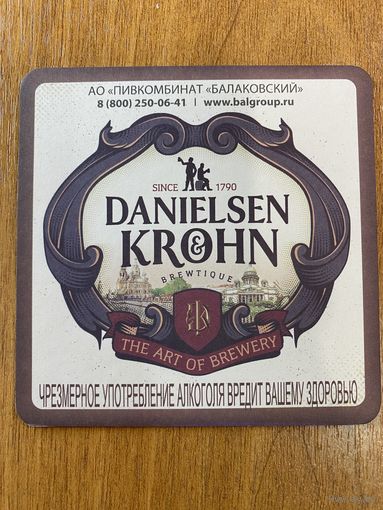 АО «ПИВКОМБИНАТ «БАЛАКОВСКИЙ»
8 (800) 250-06-41 | www.balgroup.ru
SINCE 1790
DANIELSEN
&
KROHN
BREWTIQUE
THE ART OF BREWERY
ЧРЕЗМЕРНОЕ УПОТРЕБЛЕНИЕ АЛКОГОЛЯ ВРЕДИТ ВАШЕМУ ЗДОРОВЬЮ